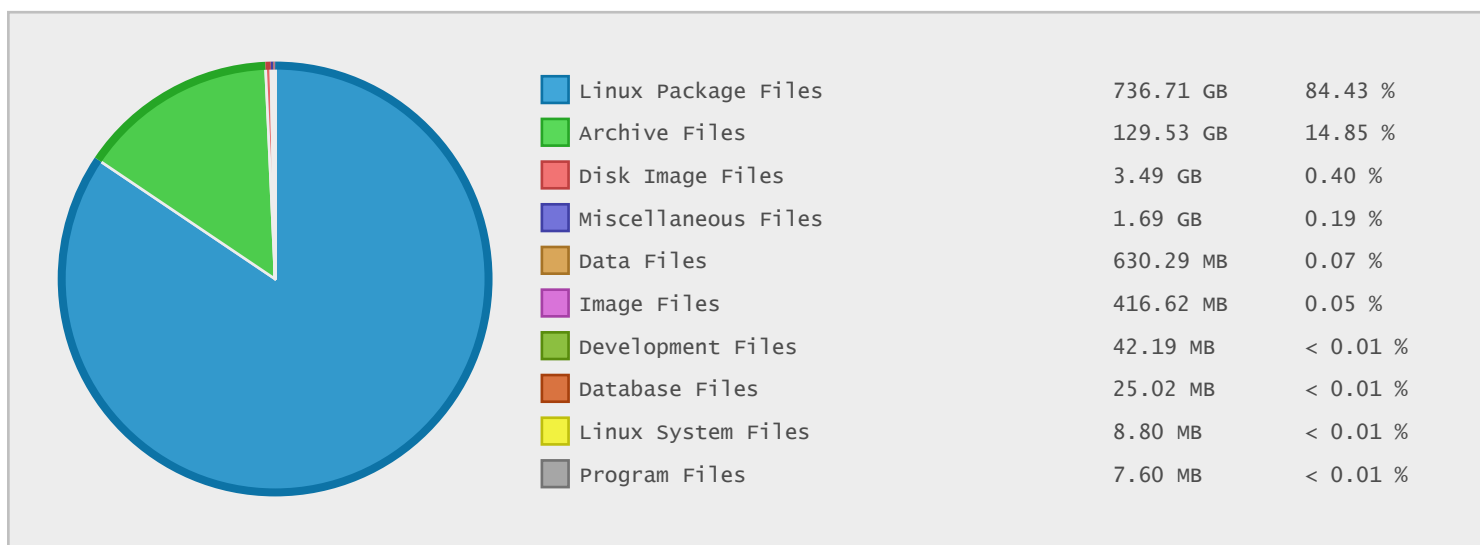 Linux Package Files 736.71 GB 84.43 %
Archive Files 129.53 GB 14.85 %
Disk Image Files 3.49 GB 0.40 %
Miscellaneous Files 1.69 GB 0.19 %
Data Files 630.29 MB 0.07 %
Image Files 416.62 MB 0.05 %
Development Files 42.19 MB < 0.01 %
Database Files 25.02 MB < 0.01 %
Linux System Files 8.80 MB < 0.01 %
Program Files 7.60 MB < 0.01 %